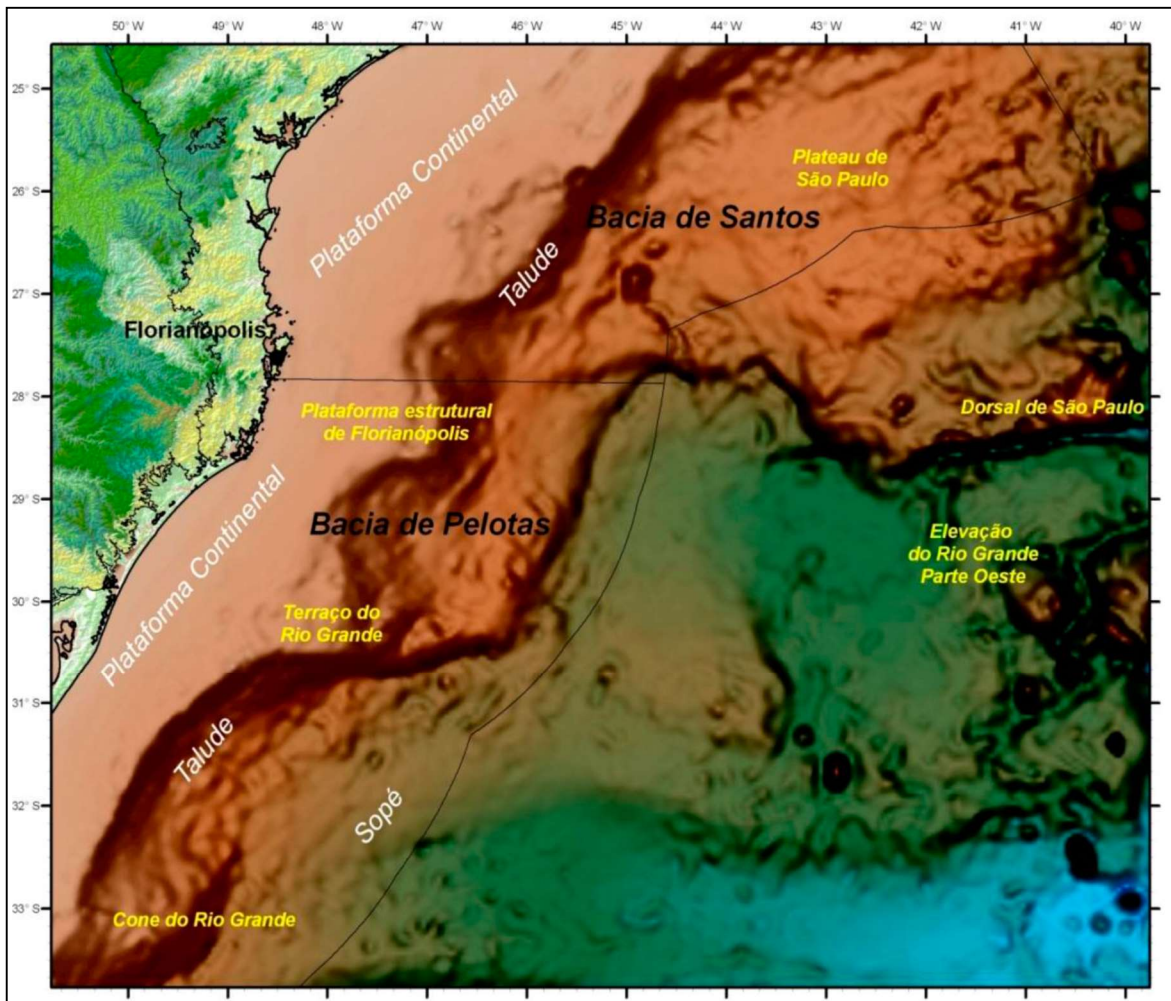 50° W
49° W
48° W
47° W
46° W
45° W
44° W
43° W
42° W
41° W
40° W
25° S
26° S
27° S
28° S
29° S
30° S
31° S
32° S
33° S
Plataforma Continental
Plateau de
São Paulo
Bacia de Santos
Talude
Florianópolis
Plataforma estrutural
de Florianópolis
Dorsal de São Paulo
Plataforma Continental
Bacia de Pelotas
Elevação
do Rio Grande
Parte Oeste
Terraço do
Rio Grande
Talude
Sopé
Cone do Rio Grande